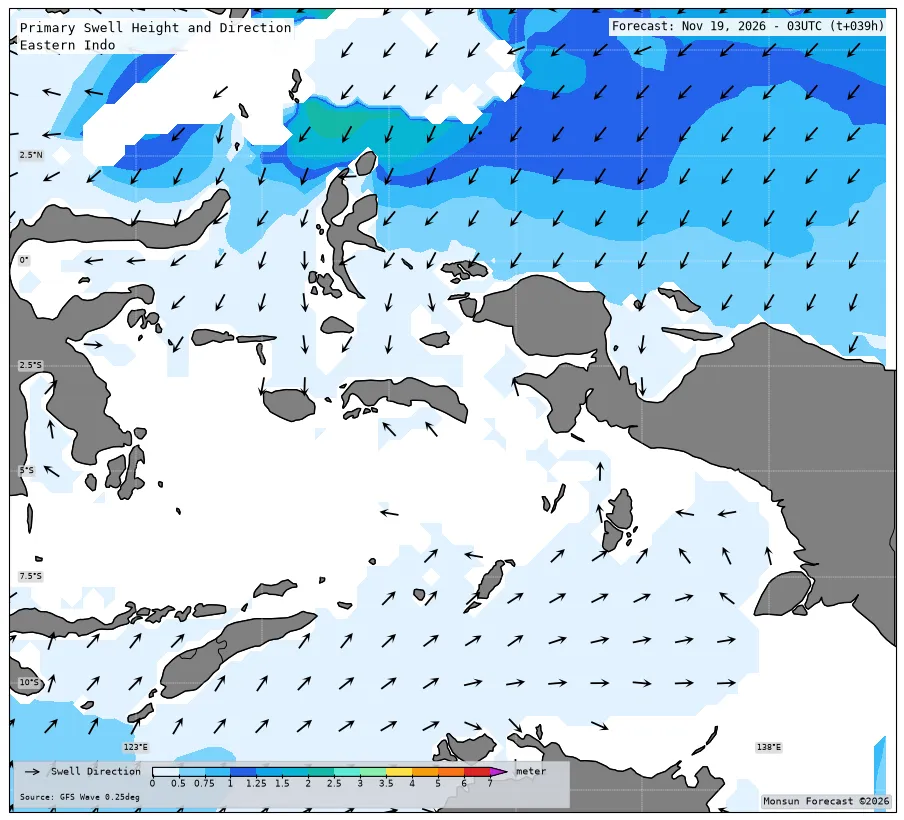 Primary Swell Height and Direction
Eastern Indo
Forecast: Nov 19, 2026 - 03UTC (t+039h)
2.5°N
0°
2.5°S
5°S
7.5°S
10°S
123°E
138°E
Swell Direction
meter
0 0.5 0.75 1 1.25 1.5 2 2.5 3 3.5 4 5 6 7
Source: GFS Wave 0.25deg
Monsun Forecast ©2026